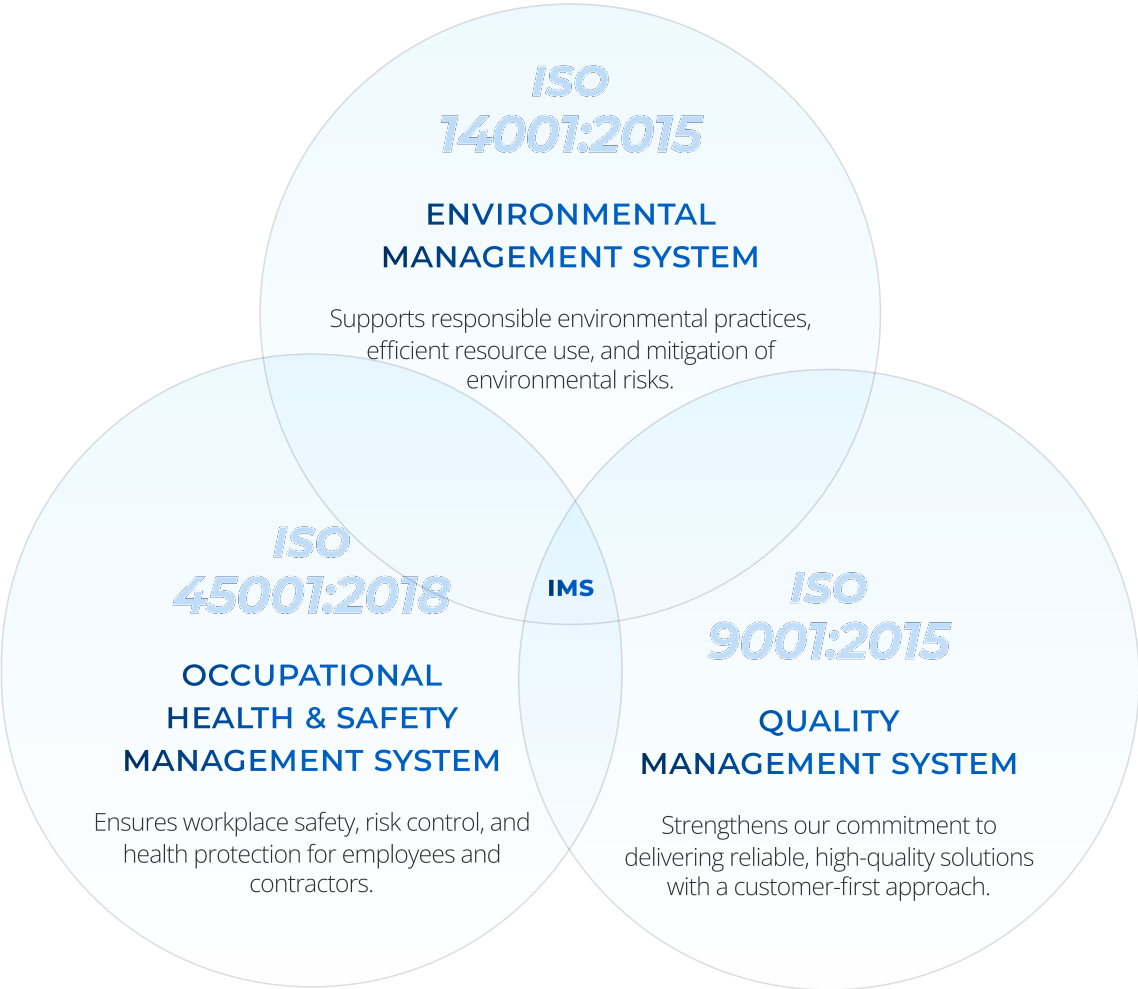 ISO
14001:2015
ENVIRONMENTAL
MANAGEMENT SYSTEM
Supports responsible environmental practices,
efficient resource use, and mitigation of
environmental risks.
ISO
45001:2018
OCCUPATIONAL
HEALTH & SAFETY
MANAGEMENT SYSTEM
Ensures workplace safety, risk control, and
health protection for employees and
contractors.
IMS
ISO
9001:2015
QUALITY
MANAGEMENT SYSTEM
Strengthens our commitment to
delivering reliable, high-quality solutions
with a customer-first approach.